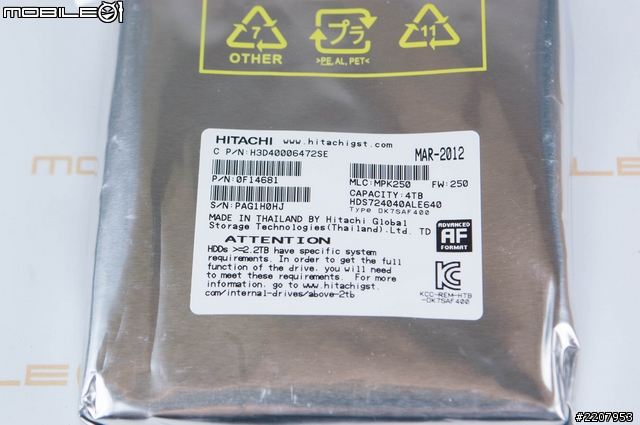 MOBILE01
7
OTHER
プラ
>PE, AL, PET<
11
HITACHI www.hitachigst.com
C P/N:H3D40006472SE
MAR-2012
P/N:0F14681
MLC:MPK250 FW:250
CAPACITY:4TB
S/N:PAG1H0HJ
HDS724040ALE640
Type DK7SAF400
MADE IN THAILAND BY Hitachi Global
Storage Technologies(Thailand).Ltd. TD
ADVANCED
AF
FORMAT
ATTENTION
HDDs >=2.2TB have specific system
requirements. In order to get the full
function of the drive, you will need
to meet these requirements. For more
information, go to www.hitachigst.
com/internal-drives/above-2tb
KCC-REM-HTB
-DK7SAF400
#2207953